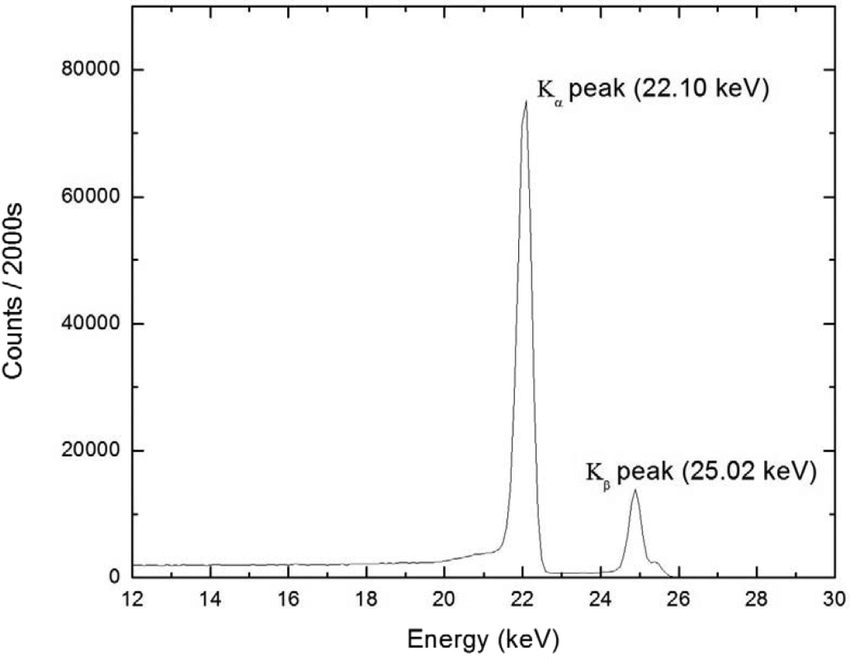 80000
60000
40000
20000
0
Counts / 2000s
Kα peak (22.10 keV)
Kβ peak (25.02 keV)
12 14 16 18 20 22 24 26 28 30
Energy (keV)